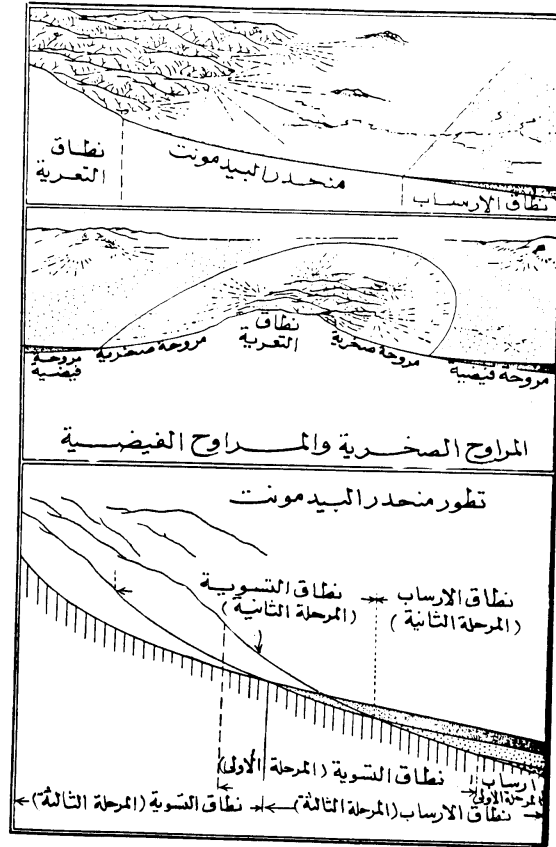 نطاق
التعرية
منحدر البيدمونت
نطاق الارساب
مروحة
فيضية
مروحة صخرية
نطاق
التعرية
مروحة صخرية
مروحة فيضية
المراوح الصخرية والمراوح الفيضية
تطور منحدر البيدمونت
نطاق التسوية
(المرحلة الثانية)
نطاق الارساب
(المرحلة الثانية)
نطاق التسوية (المرحلة الأولى)
ارساب
(المرحلة الأولى)
نطاق التسوية (المرحلة الثالثة)
نطاق الارساب (المرحلة الثالثة)